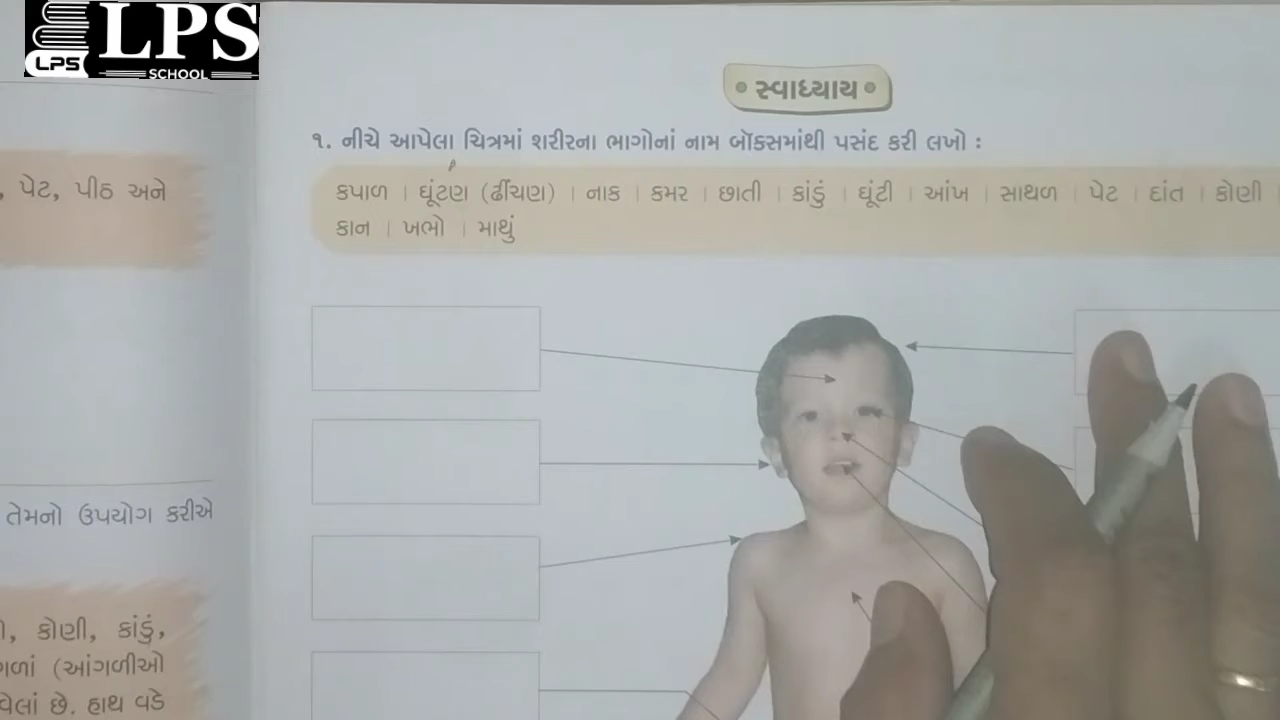 LPS
LPS
SCHOOL
, પેટ, પીઠ અને
તેમનો ઉપયોગ કરીએ
કોણી, કાંડું,
(આંગળીઓ
છે. હાથ વડે
• સ્વાધ્યાય •
૧. નીચે આપેલા ચિત્રમાં શરીરના ભાગોનાં નામ બૉક્સમાંથી પસંદ કરી લખો :
કપાળ | ઘૂંટણ (ઢીંચણ) | નાક | કમર | છાતી | કાંડું | ઘૂંટી | આંખ | સાથળ | પેટ | દાંત | કોણી
કાન | ખભો | માથું